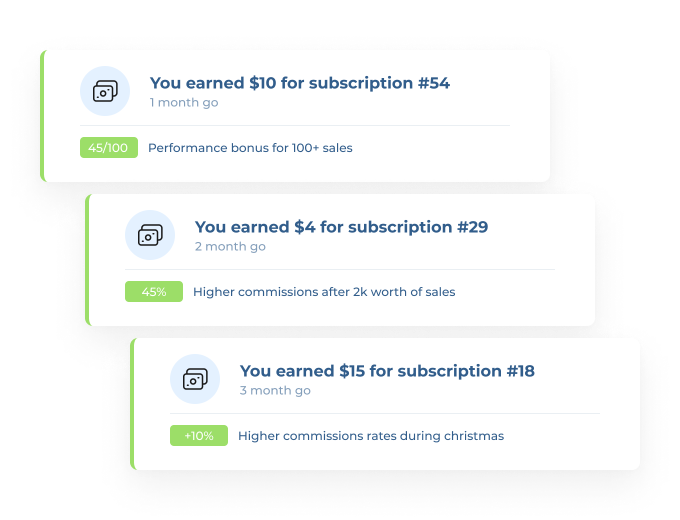 You earned $10 for subscription #54
1 month go
45/100 Performance bonus for 100+ sales
You earned $4 for subscription #29
2 month go
45% Higher commissions after 2k worth of sales
You earned $15 for subscription #18
3 month go
+10% Higher commissions rates during christmas